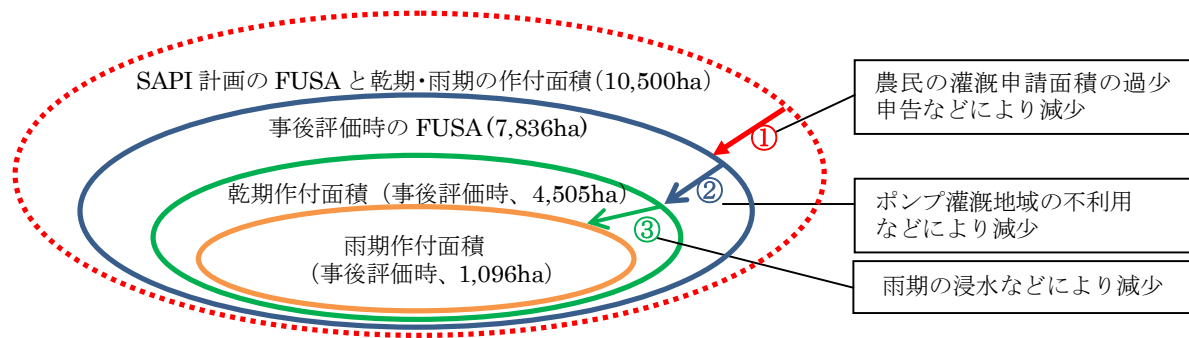 SAPI 計画の FUSA と乾期・雨期の作付面積（10,500ha）
事後評価時の FUSA（7,836ha）
乾期作付面積（事後評価時、4,505ha）
雨期作付面積
（事後評価時、1,096ha）
①
②
③
農民の灌漑申請面積の過少
申告などにより減少
ポンプ灌漑地域の不利用
などにより減少
雨期の浸水などにより減少